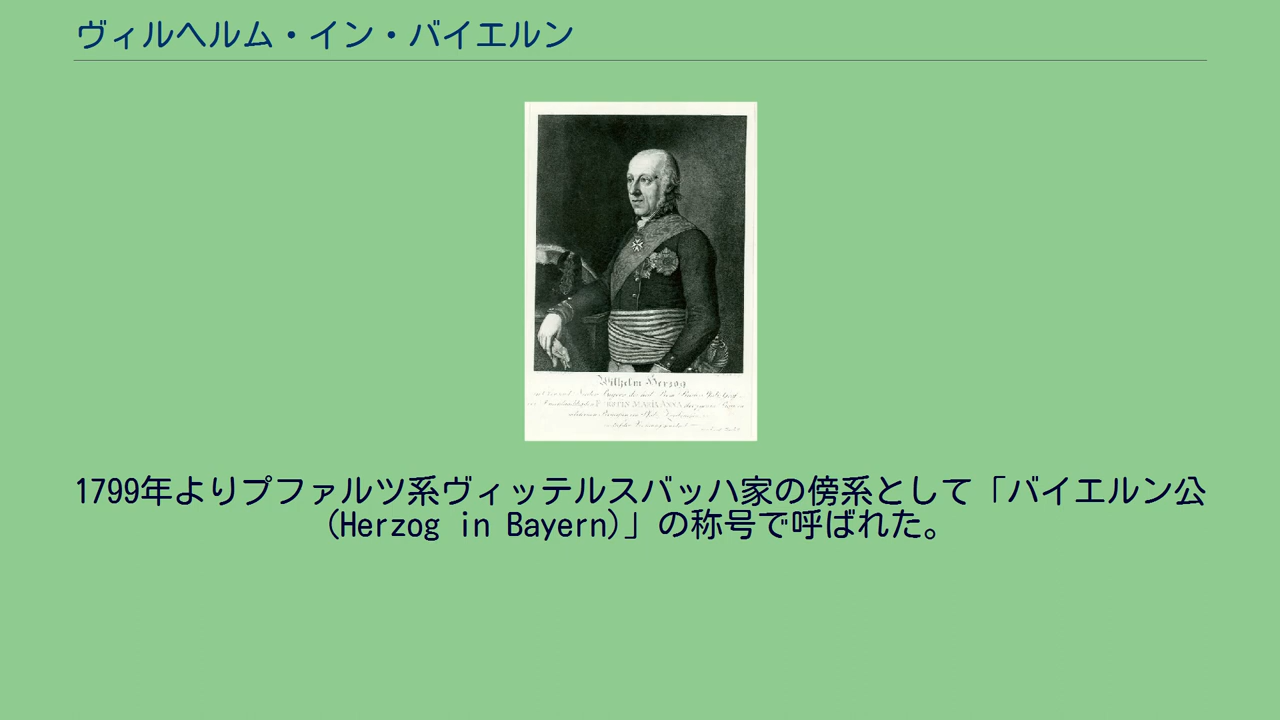 ヴィルヘルム・イン・バイエルン
Wilhelm Herzog
1799年よりプファルツ系ヴィッテルスバッハ家の傍系として「バイエルン公
(Herzog in Bayern)」の称号で呼ばれた。